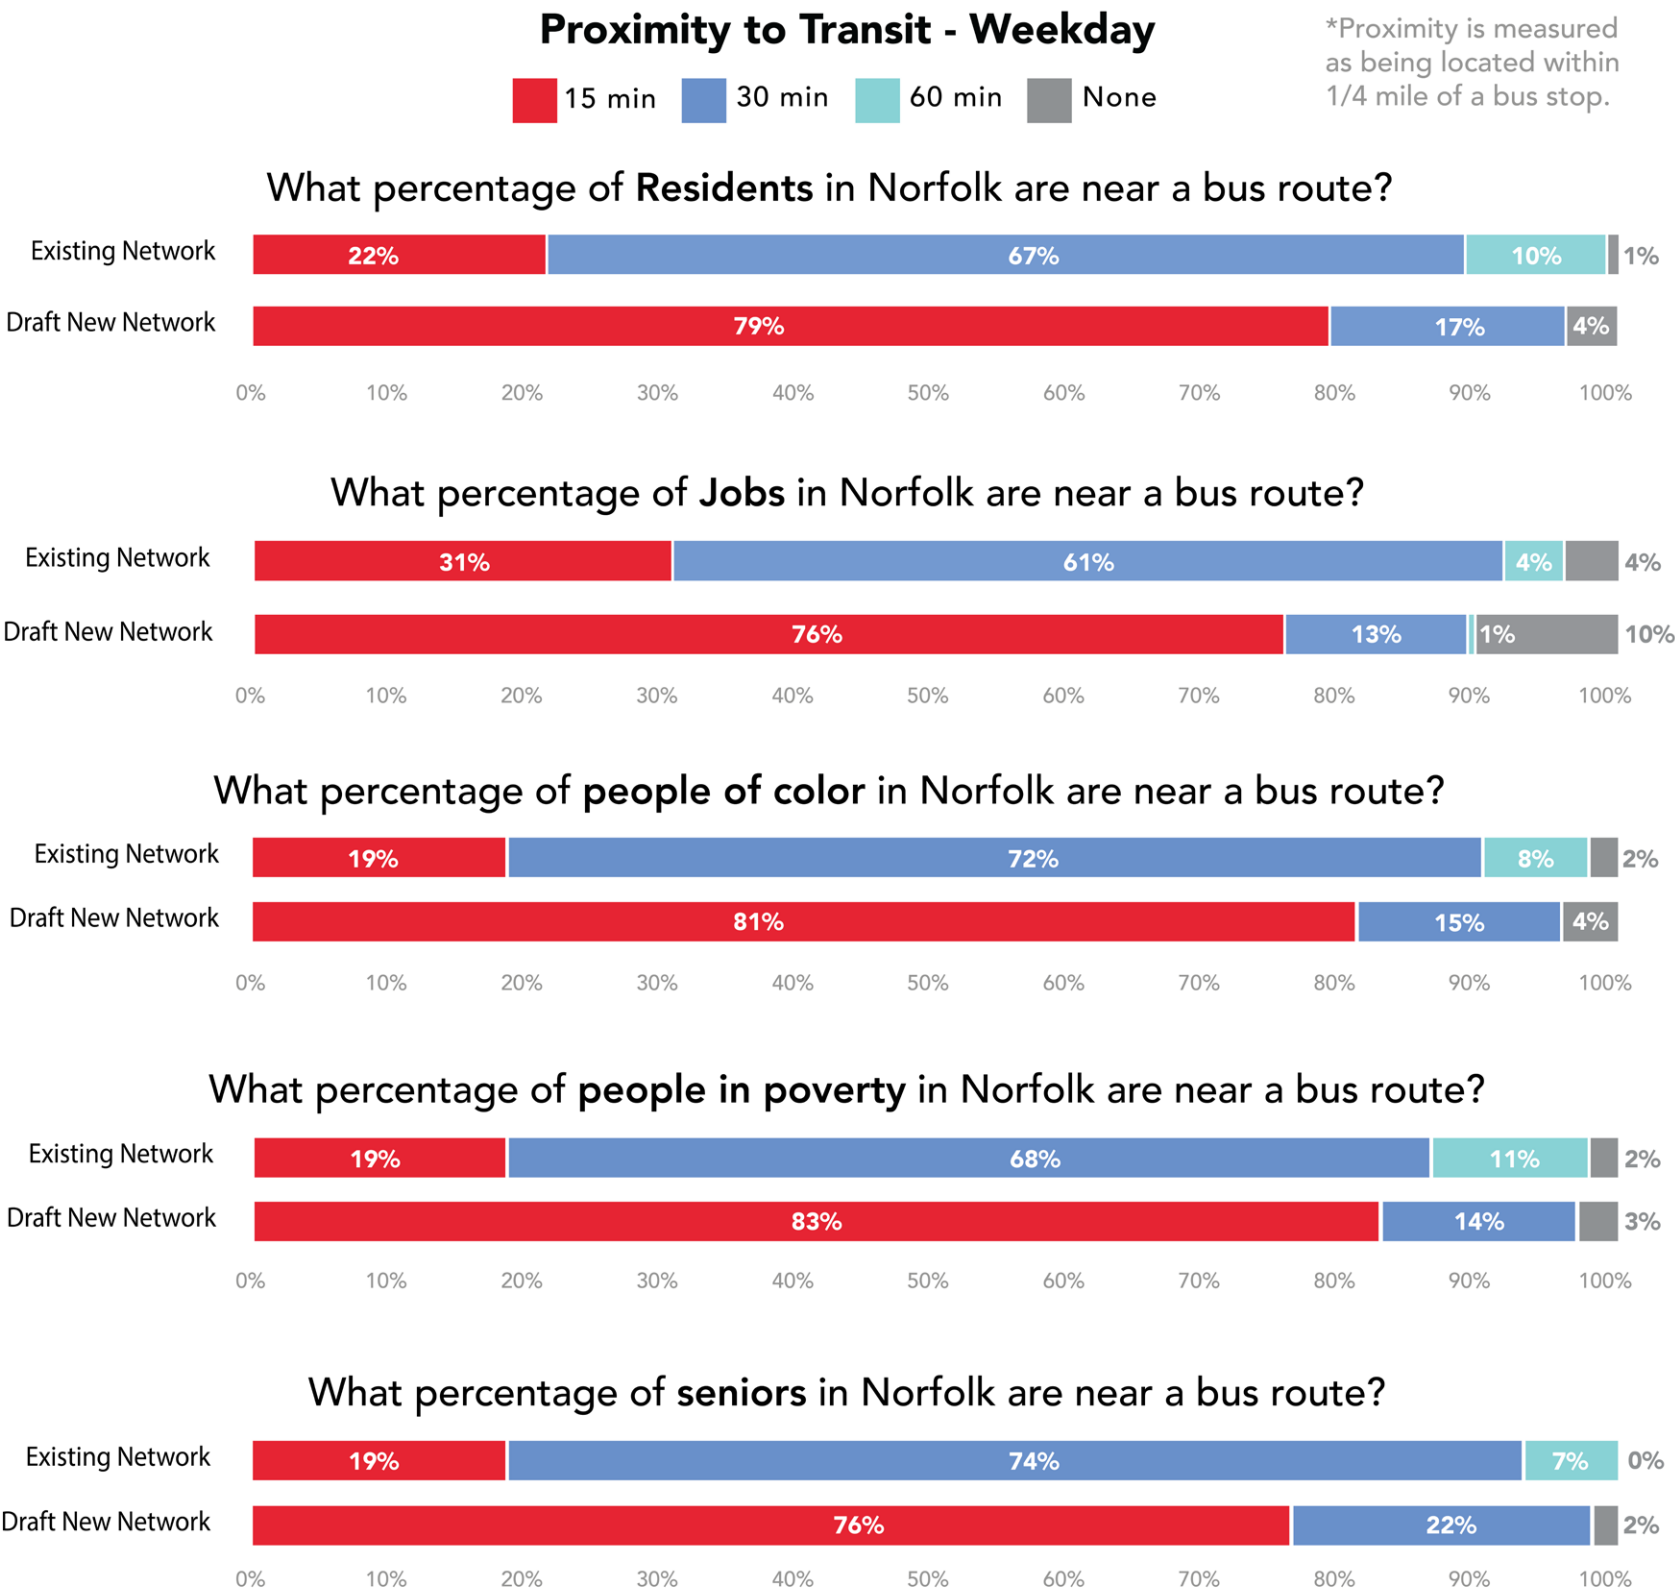 Proximity to Transit - Weekday
*Proximity is measured
as being located within
1/4 mile of a bus stop.
15 min 30 min 60 min None
What percentage of Residents in Norfolk are near a bus route?
Existing Network 22% 67% 10% 1%
Draft New Network 79% 17% 4%
0% 10% 20% 30% 40% 50% 60% 70% 80% 90% 100%
What percentage of Jobs in Norfolk are near a bus route?
Existing Network 31% 61% 4% 4%
Draft New Network 76% 13% 1% 10%
0% 10% 20% 30% 40% 50% 60% 70% 80% 90% 100%
What percentage of people of color in Norfolk are near a bus route?
Existing Network 19% 72% 8% 2%
Draft New Network 81% 15% 4%
0% 10% 20% 30% 40% 50% 60% 70% 80% 90% 100%
What percentage of people in poverty in Norfolk are near a bus route?
Existing Network 19% 68% 11% 2%
Draft New Network 83% 14% 3%
0% 10% 20% 30% 40% 50% 60% 70% 80% 90% 100%
What percentage of seniors in Norfolk are near a bus route?
Existing Network 19% 74% 7% 0%
Draft New Network 76% 22% 2%
0% 10% 20% 30% 40% 50% 60% 70% 80% 90% 100%